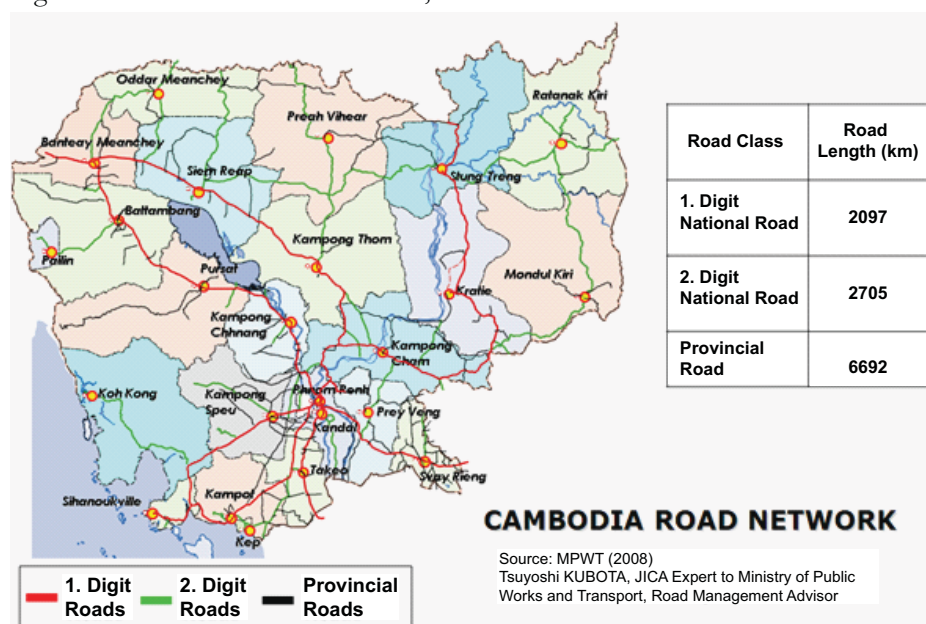 Oddar Meanchey
Ratanak Kiri
Preah Vihear
Banteay Meanchey
Siem Reap
Stung Treng
Battambang
Kampong Thom
Pailin
Pursat
Mondul Kiri
Kratie
Kampong
Chhnang
Kampong
Cham
Koh Kong
Kampong
Speu
Phnom Penh
Prey Veng
Kandal
Takeo
Svay Rieng
Sihanoukville
Kampot
Kep
Road Class
Road
Length (km)
1. Digit
National Road
2097
2. Digit
National Road
2705
Provincial
Road
6692
CAMBODIA ROAD NETWORK
Source: MPWT (2008)
Tsuyoshi KUBOTA, JICA Expert to Ministry of Public
Works and Transport, Road Management Advisor
1. Digit
Roads
2. Digit
Roads
Provincial
Roads